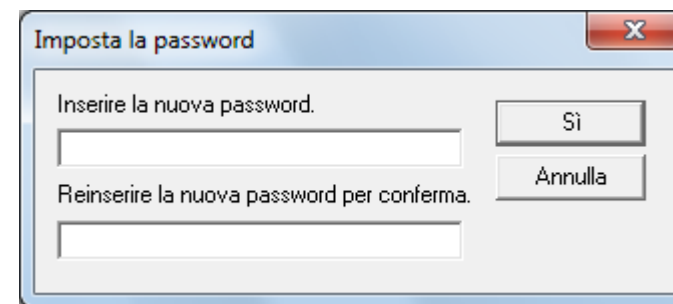 Imposta la password
Inserire la nuova password.
Sì
Annulla
Reinserire la nuova password per conferma.